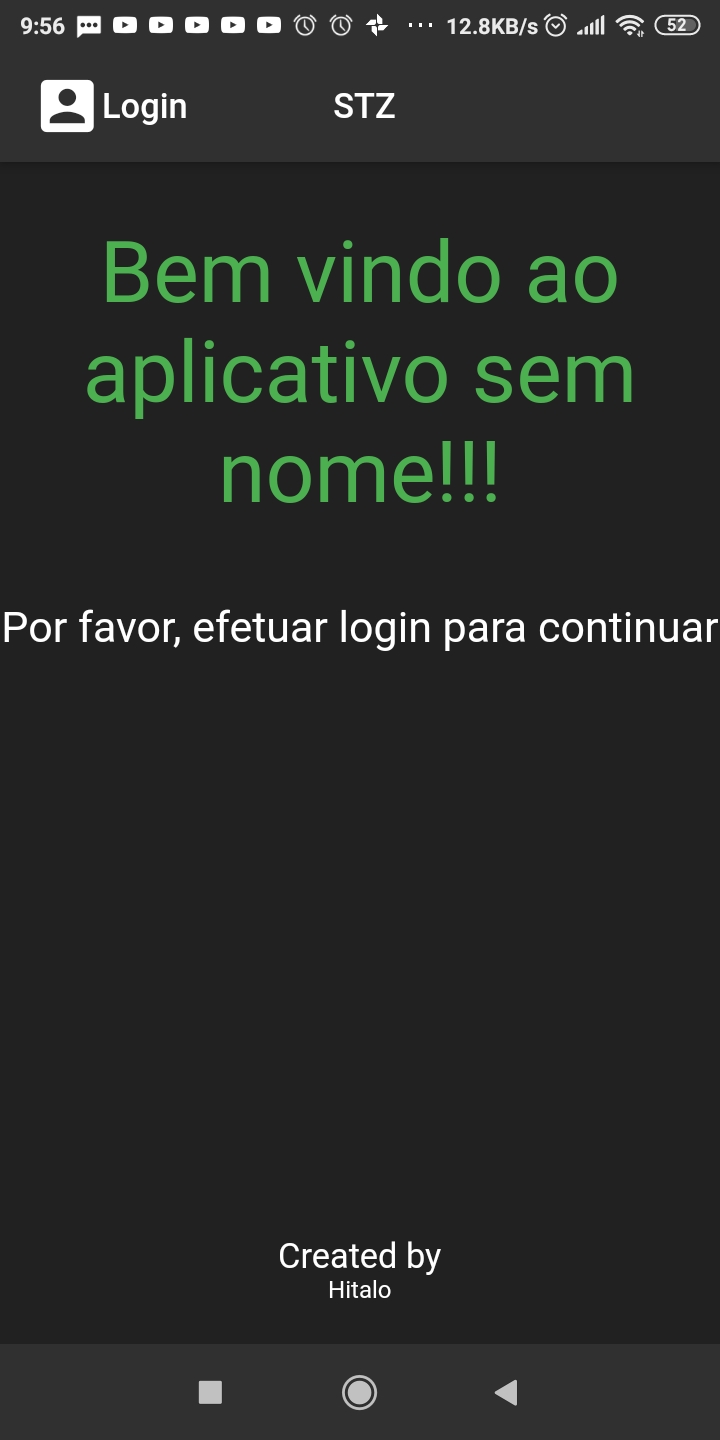 9:56 12.8KB/s 52
Login STZ
Bem vindo ao
aplicativo sem
nome!!!
Por favor, efetuar login para continuar
Created by
Hitalo